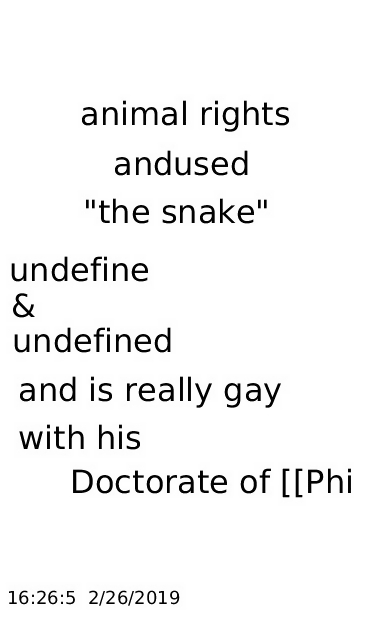 animal rights
andused
"the snake"
undefine
&
undefined
and is really gay
with his
Doctorate of [[Phi
16:26:5 2/26/2019